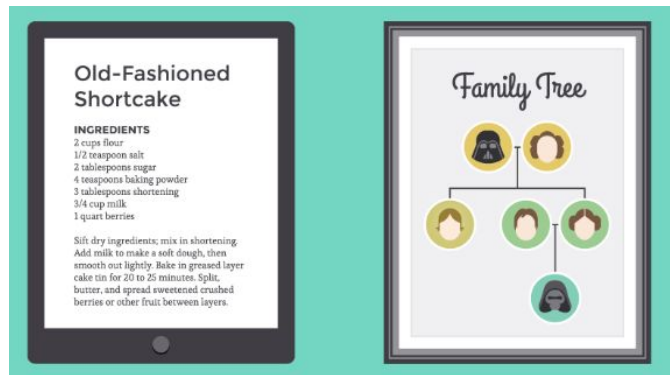 Old-Fashioned
Shortcake
INGREDIENTS
2 cups flour
1/2 teaspoon salt
2 tablespoons sugar
4 teaspoons baking powder
3 tablespoons shortening
3/4 cup milk
1 quart berries
Sift dry ingredients; mix in shortening.
Add milk to make a soft dough, then
smooth out lightly. Bake in greased layer
cake tin for 20 to 25 minutes. Split,
butter, and spread sweetened crushed
berries or other fruit between layers.
Family Tree